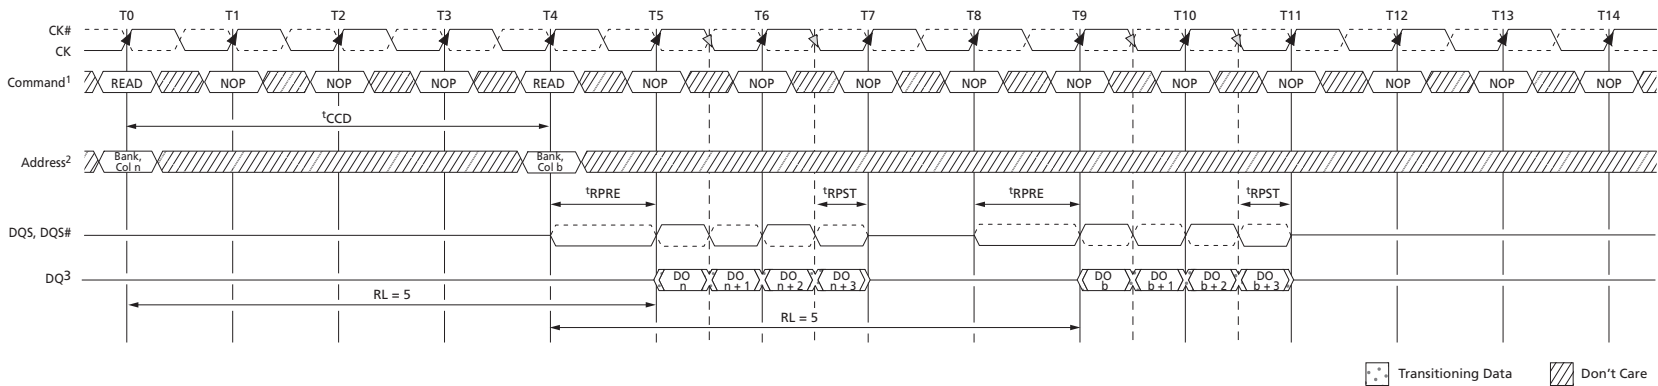 T0 T1 T2 T3 T4 T5 T6 T7 T8 T9 T10 T11 T12 T13 T14
CK#
CK
Command1 READ NOP NOP NOP READ NOP NOP NOP NOP NOP NOP NOP NOP NOP NOP
tCCD
Address2 Bank, Col n Bank, Col b
tRPRE tRPST tRPRE tRPST
DQS, DQS#
DQ3 DO n DO n + 1 DO n + 2 DO n + 3 DO b DO b + 1 DO b + 2 DO b + 3
RL = 5
RL = 5
Transitioning Data Don't Care